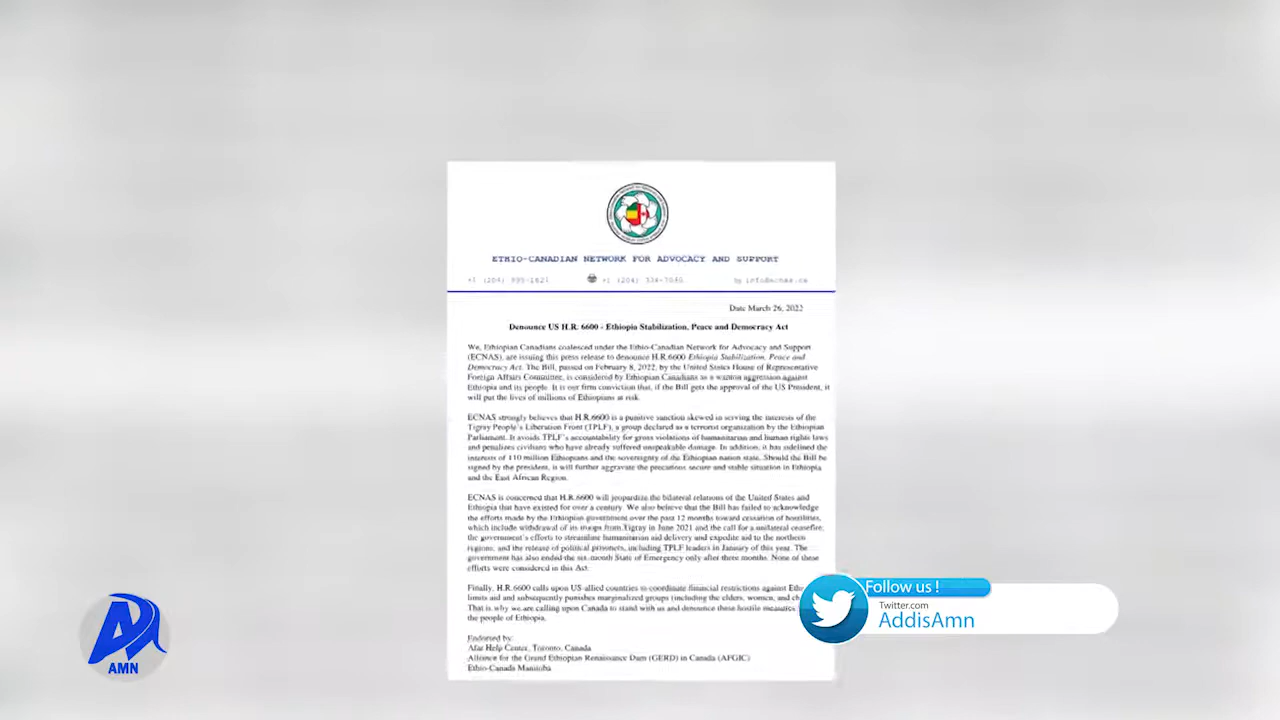 ETHIO-CANADIAN NETWORK FOR ADVOCACY AND SUPPORT
+1 (204)
+1 (204)
Date March 26, 2022
Denounce US H.R. 6600 - Ethiopia Stabilization, Peace and Democracy Act
We, Ethiopian Canadians coalesced under the Ethio-Canadian Network for Advocacy and Support
(ECNAS), are issuing this press release to denounce H.R.6600 Ethiopia Stabilization, Peace and
Democracy Act. The Bill, passed on February 8, 2022, by the United States House of Representative
Foreign Affairs Committee, is considered by Ethiopian Canadians as a wanton aggression against
Ethiopia and its people. It is our firm conviction that, if the Bill gets the approval of the US President, it
will put the lives of millions of Ethiopians at risk.
ECNAS strongly believes that H.R.6600 is a punitive sanction skewed in serving the interests of the
Tigray People's Liberation Front (TPLF), a group declared as a terrorist organization by the Ethiopian
Parliament. It avoids TPLF's accountability for gross violations of humanitarian and human rights laws
and penalizes civilians who have already suffered unspeakable damage. In addition, it has sidelined the
interests of 110 million Ethiopians and the sovereignty of the Ethiopian nation state. Should the Bill be
signed by the president, it will further aggravate the precarious secure and stable situation in Ethiopia
and the East African Region.
ECNAS is concerned that H.R.6600 will jeopardize the bilateral relations of the United States and
Ethiopia that have existed for over a century. We also believe that the Bill has failed to acknowledge
the efforts made by the Ethiopian government over the past 12 months toward cessation of hostilities,
which include withdrawal of its troops from Tigray in June 2021 and the call for a unilateral ceasefire;
the government's efforts to streamline humanitarian aid delivery and expedite aid to the northern
regions; and the release of political prisoners, including TPLF leaders in January of this year. The
government has also ended the six-month State of Emergency only after three months. None of these
efforts were considered in this Act.
Finally, H.R.6600 calls upon US-allied countries to coordinate financial restrictions against
limits aid and subsequently punishes marginalized groups (including the elders, women, and
That is why we are calling upon Canada to stand with us and denounce these hostile measures
the people of Ethiopia.
Endorsed by:
Afar Help Center, Toronto, Canada
Alliance for the Grand Ethiopian Renaissance Dam (GERD) in Canada (AFGIC)
Ethio-Canada Manitoba
Follow us !
Twitter.com
AddisAmn
AMN